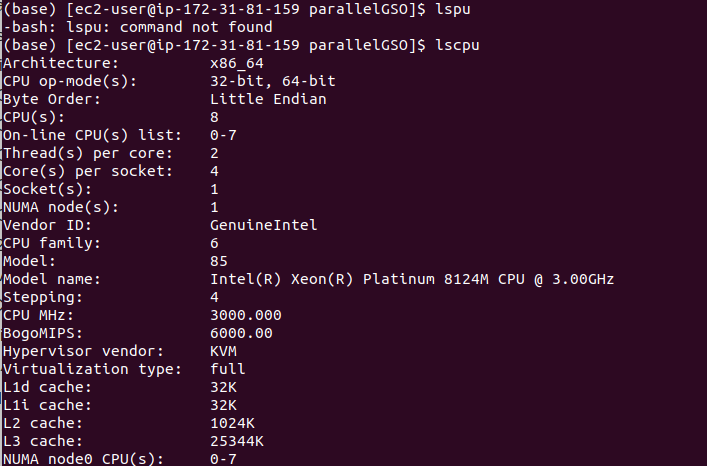 (base) [ec2-user@ip-172-31-81-159 parallelGSO]$ lspu
-bash: lspu: command not found
(base) [ec2-user@ip-172-31-81-159 parallelGSO]$ lscpu
Architecture:          x86_64
CPU op-mode(s):        32-bit, 64-bit
Byte Order:            Little Endian
CPU(s):                8
On-line CPU(s) list:   0-7
Thread(s) per core:    2
Core(s) per socket:    4
Socket(s):             1
NUMA node(s):          1
Vendor ID:             GenuineIntel
CPU family:            6
Model:                 85
Model name:            Intel(R) Xeon(R) Platinum 8124M CPU @ 3.00GHz
Stepping:              4
CPU MHz:               3000.000
BogoMIPS:              6000.00
Hypervisor vendor:     KVM
Virtualization type:   full
L1d cache:             32K
L1i cache:             32K
L2 cache:              1024K
L3 cache:              25344K
NUMA node0 CPU(s):     0-7